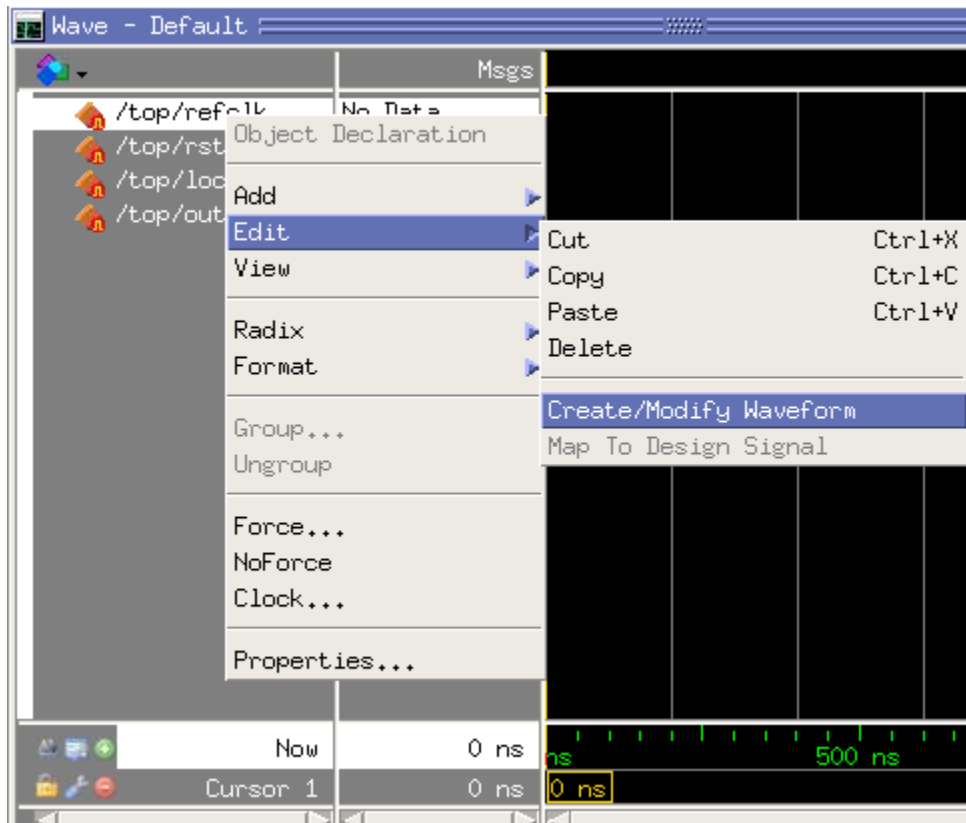 Wave - Default
Msgs
/top/refclk No Data
Object Declaration
/top/rst
/top/loc
Add
/top/out
Edit
Cut Ctrl+X
View
Copy Ctrl+C
Paste Ctrl+V
Radix
Delete
Format
Create/Modify Waveform
Group...
Map To Design Signal
Ungroup
Force...
NoForce
Clock...
Properties...
Now 0 ns
ns 500 ns
Cursor 1 0 ns 0 ns